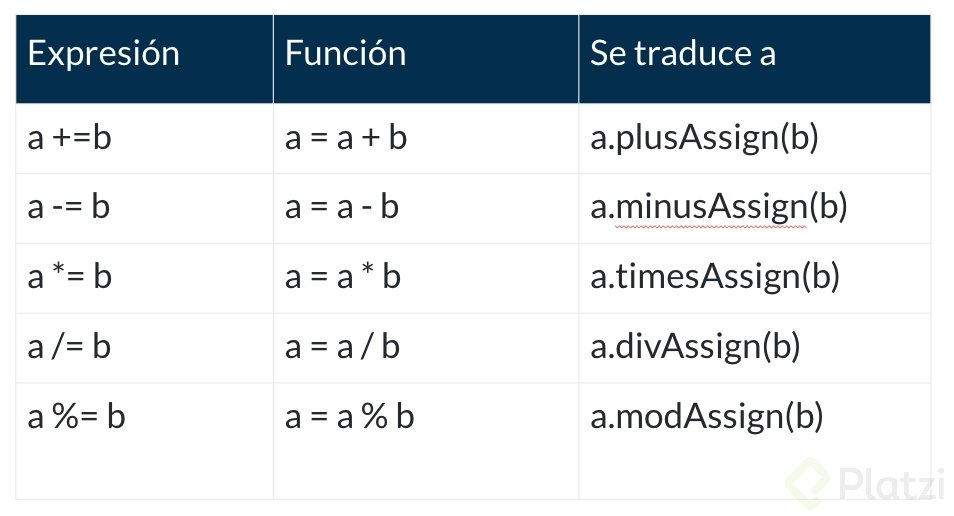 Expresión Función Se traduce a
a +=b a = a + b a.plusAssign(b)
a -= b a = a - b a.minusAssign(b)
a *= b a = a * b a.timesAssign(b)
a /= b a = a / b a.divAssign(b)
a %= b a = a % b a.modAssign(b)
Platzi